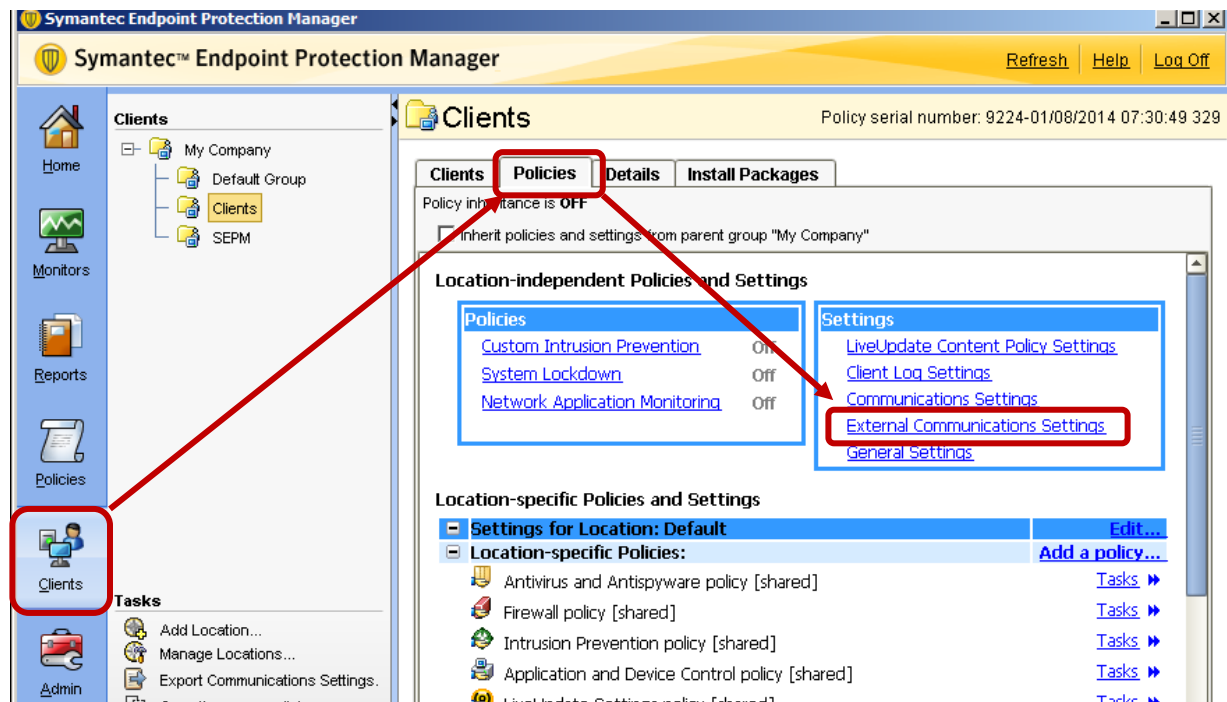 Symantec Endpoint Protection Manager
Symantec™ Endpoint Protection Manager
Refresh Help Log Off
Home
Monitors
Reports
Policies
Clients
Admin
Clients
My Company
Default Group
Clients
SEPM
Tasks
Add Location...
Manage Locations...
Export Communications Settings.
Clients
Policy serial number: 9224-01/08/2014 07:30:49 329
Clients Policies Details Install Packages
Policy inheritance is OFF
Inherit policies and settings from parent group "My Company"
Location-independent Policies and Settings
Policies
Custom Intrusion Prevention Off
System Lockdown Off
Network Application Monitoring Off
Settings
LiveUpdate Content Policy Settings
Client Log Settings
Communications Settings
External Communications Settings
General Settings
Location-specific Policies and Settings
Settings for Location: Default Edit...
Location-specific Policies: Add a policy...
Antivirus and Antispyware policy [shared] Tasks
Firewall policy [shared] Tasks
Intrusion Prevention policy [shared] Tasks
Application and Device Control policy [shared] Tasks
LiveUpdate Settings policy [shared] Tasks